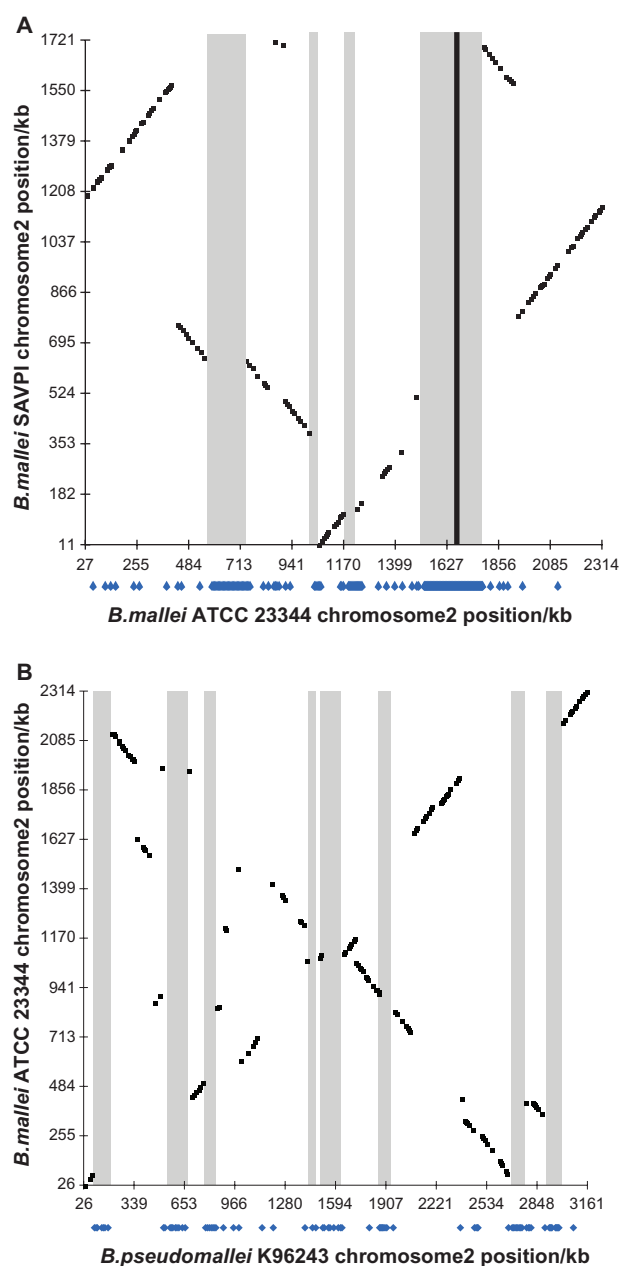 A
B.mallei SAVPI chromosome2 position/kb
1721
1550
1379
1208
1037
866
695
524
353
182
11
27 255 484 713 941 1170 1399 1627 1856 2085 2314
B.mallei ATCC 23344 chromosome2 position/kb
B
B.mallei ATCC 23344 chromosome2 position/kb
2314
2085
1856
1627
1399
1170
941
713
484
255
26
26 339 653 966 1280 1594 1907 2221 2534 2848 3161
B.pseudomallei K96243 chromosome2 position/kb